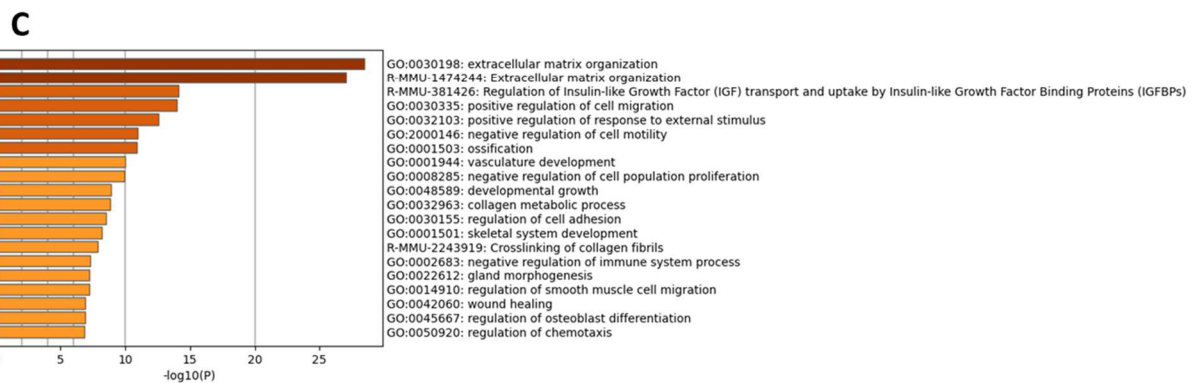 C
GO:0030198: extracellular matrix organization
R-MMU-1474244: Extracellular matrix organization
R-MMU-381426: Regulation of Insulin-like Growth Factor (IGF) transport and uptake by Insulin-like Growth Factor Binding Proteins (IGFBPs)
GO:0030335: positive regulation of cell migration
GO:0032103: positive regulation of response to external stimulus
GO:2000146: negative regulation of cell motility
GO:0001503: ossification
GO:0001944: vasculature development
GO:0008285: negative regulation of cell population proliferation
GO:0048589: developmental growth
GO:0032963: collagen metabolic process
GO:0030155: regulation of cell adhesion
GO:0001501: skeletal system development
R-MMU-2243919: Crosslinking of collagen fibrils
GO:0002683: negative regulation of immune system process
GO:0022612: gland morphogenesis
GO:0014910: regulation of smooth muscle cell migration
GO:0042060: wound healing
GO:0045667: regulation of osteoblast differentiation
GO:0050920: regulation of chemotaxis
5 10 15 20 25
-log10(P)